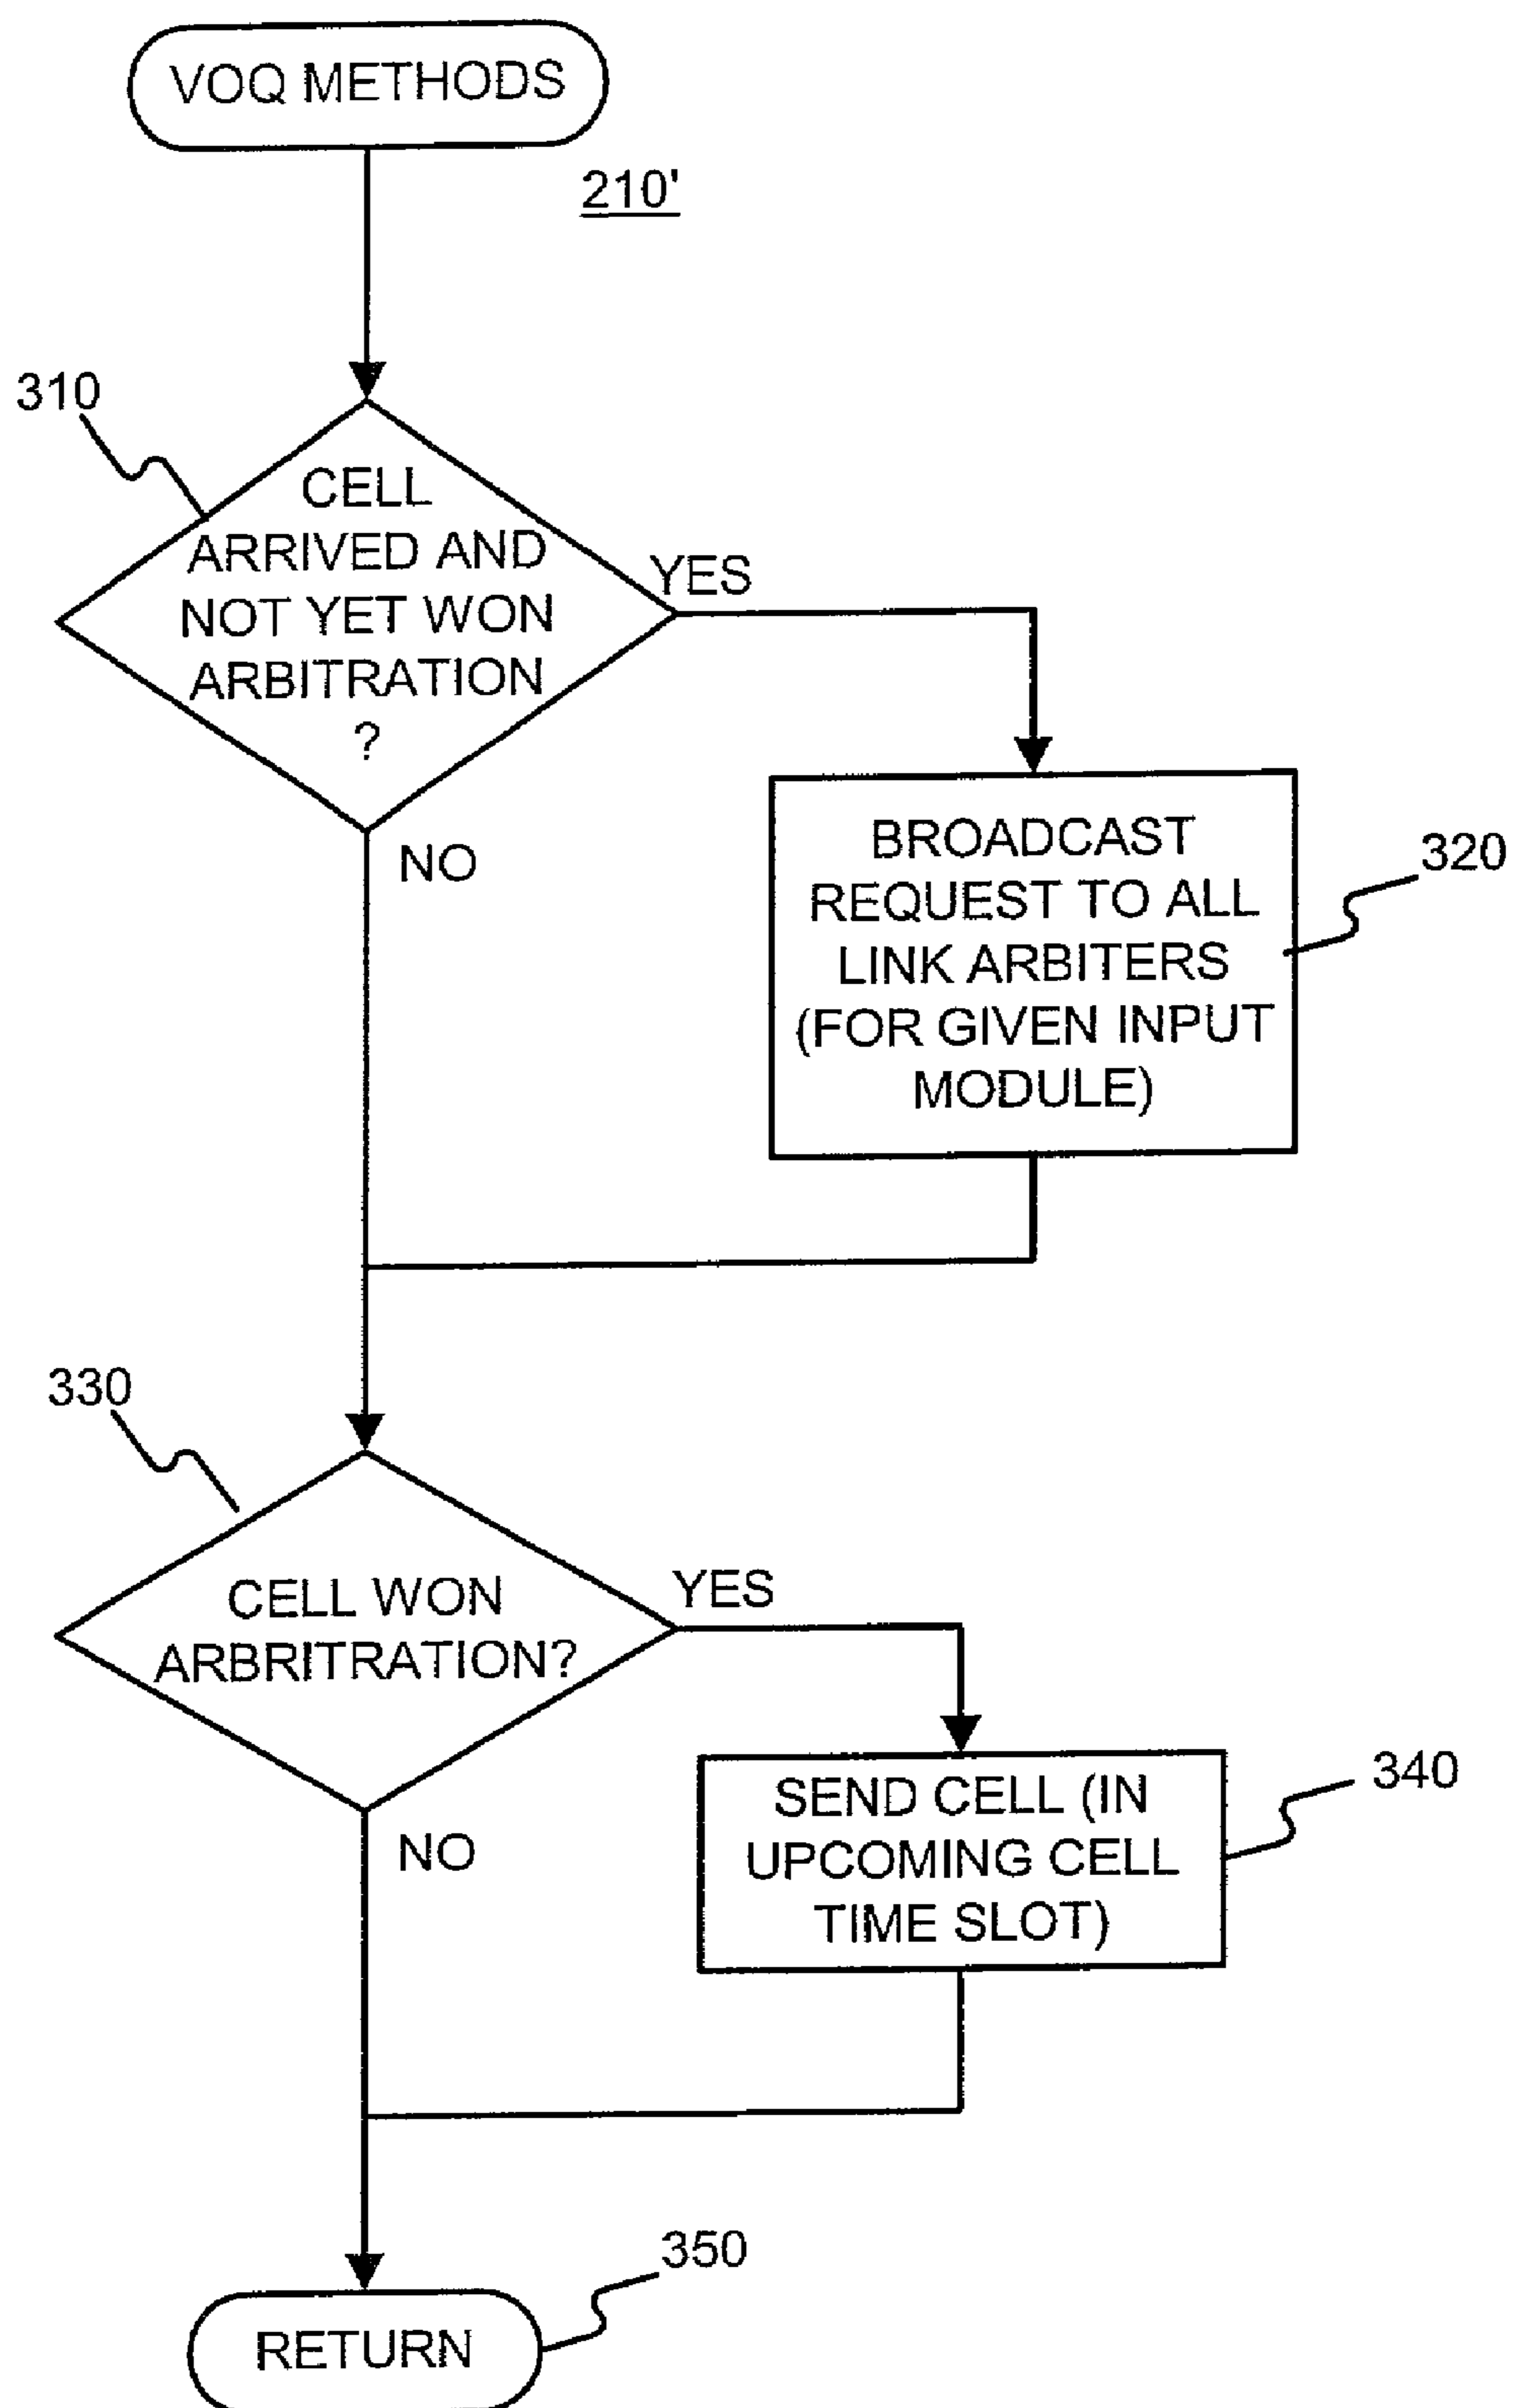 VOQ METHODS
210'
310
CELL
ARRIVED AND
NOT YET WON
ARBITRATION
?
YES
NO
BROADCAST
REQUEST TO ALL
LINK ARBITERS
(FOR GIVEN INPUT
MODULE)
320
330
CELL WON
ARBRITRATION?
YES
NO
SEND CELL (IN
UPCOMING CELL
TIME SLOT)
340
350
RETURN